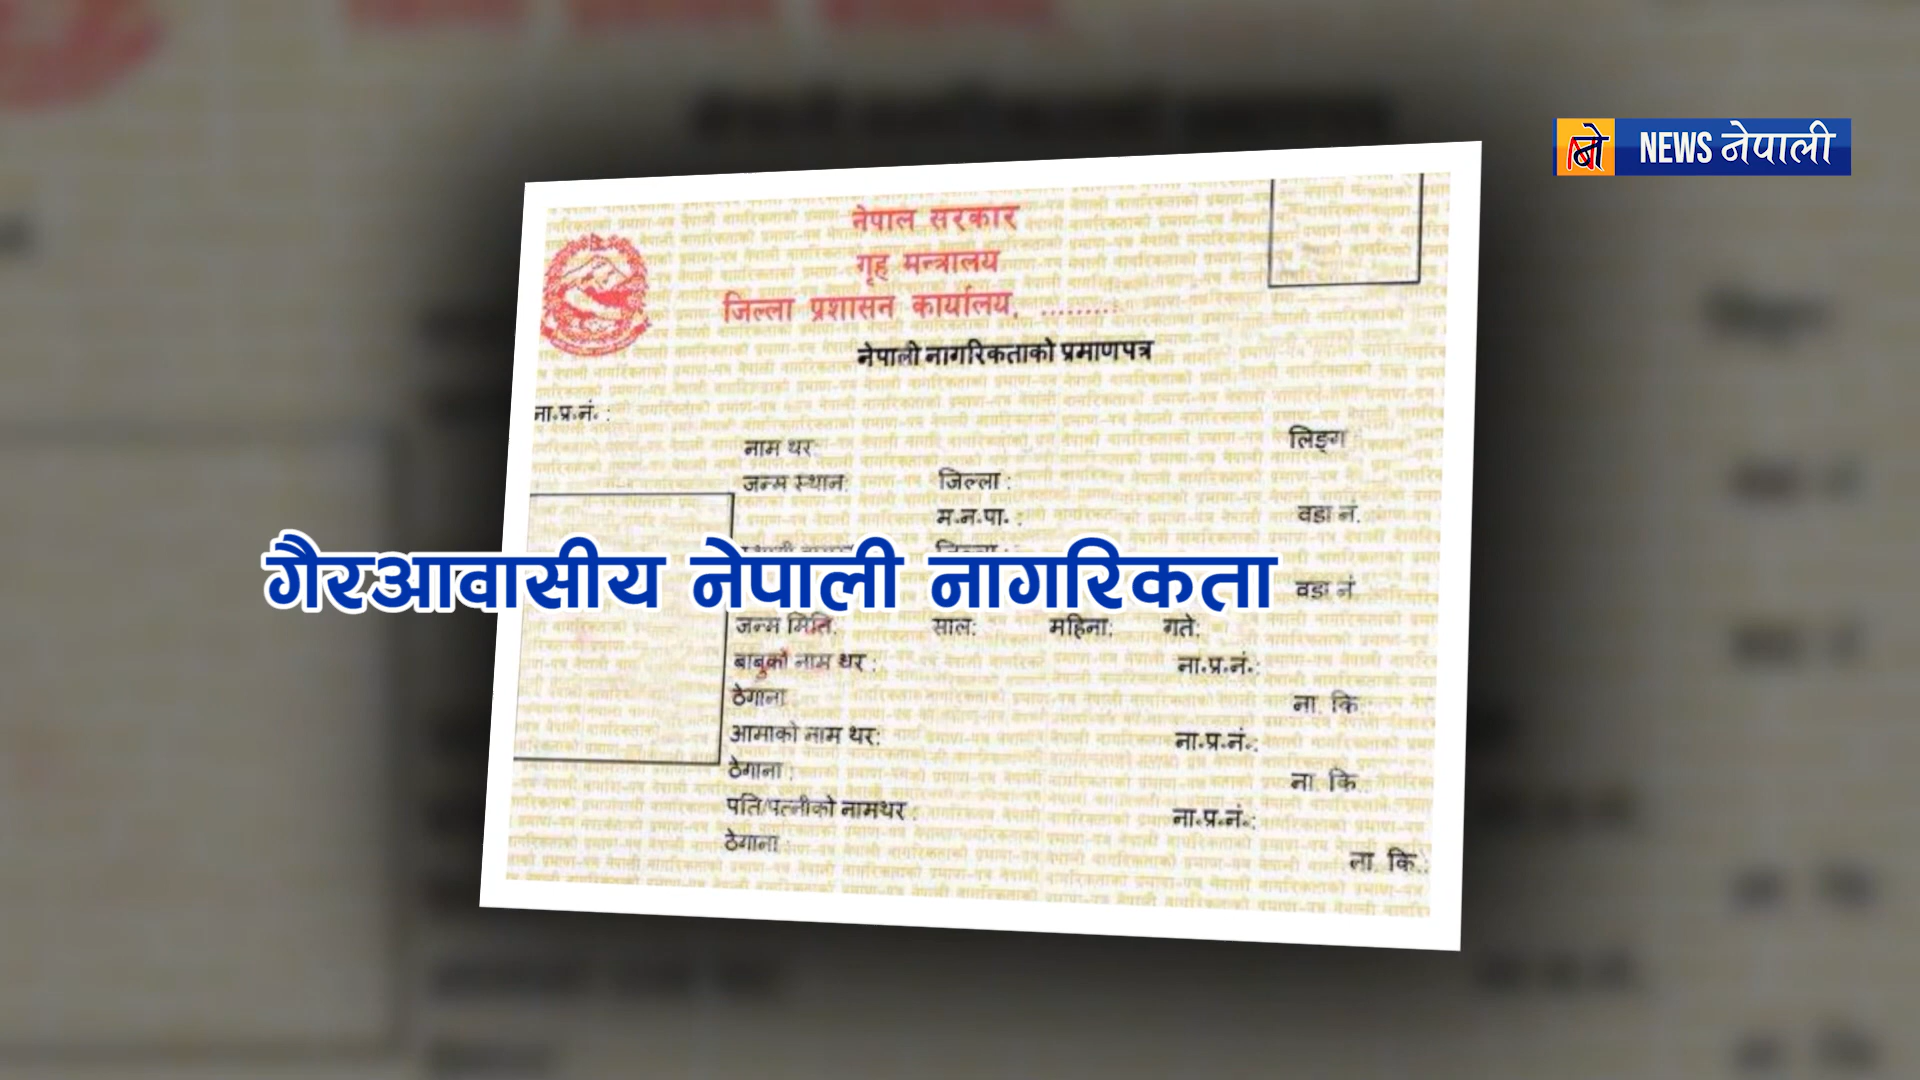 बो NEWS नेपाली
नेपाल सरकार
गृह मन्त्रालय
जिल्ला प्रशासन कार्यालय, .........
नेपाली नागरिकताको प्रमाणपत्र
ना.प्र.नं. :
नाम थर: लिङ्ग
जन्म स्थान: जिल्ला :
म.न.पा. : वडा नं.
गैरआवासीय नेपाली नागरिकता
वडा नं.
जन्म मिति: साल: महिना: गते:
बाबुको नाम थर : ना.प्र.नं.:
ठेगाना ना. कि.
आमाको नाम थर: ना.प्र.नं.:
ठेगाना : ना. कि.
पति/पत्नीको नामथर : ना.प्र.नं.:
ठेगाना : ना. कि.: